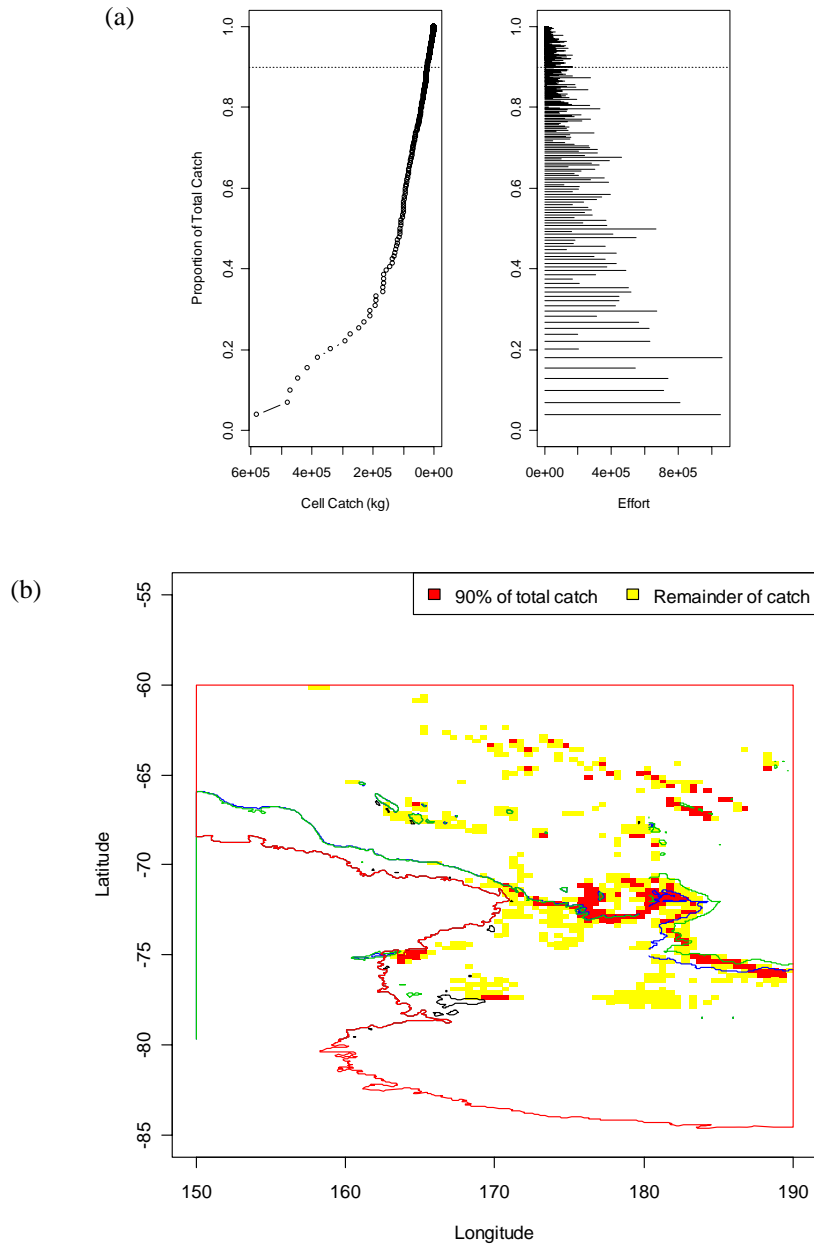 (a)
Proportion of Total Catch
0.0 0.2 0.4 0.6 0.8 1.0
6e+05 4e+05 2e+05 0e+00
Cell Catch (kg)
0.0 0.2 0.4 0.6 0.8 1.0
0e+00 4e+05 8e+05
Effort
(b)
90% of total catch
Remainder of catch
Latitude
-55
-60
-65
-70
-75
-80
-85
150 160 170 180 190
Longitude